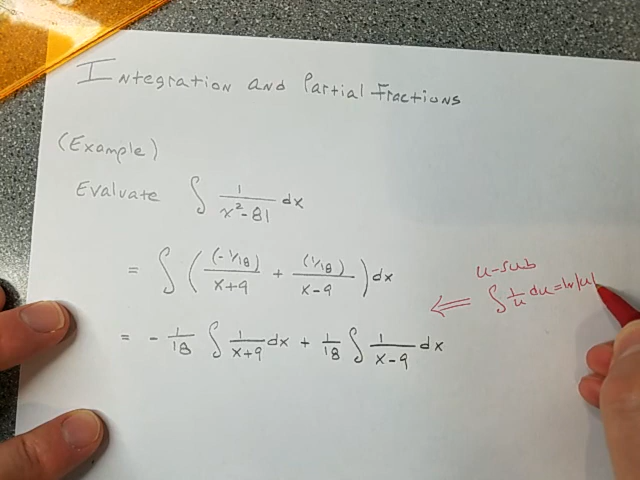 Integration and Partial Fractions
(Example)
Evaluate ∫ 1/(x²-81) dx
= ∫ ( (-1/18)/(x+9) + (1/18)/(x-9) ) dx
u-sub
⇐ ∫ 1/u du = ln|u|
= - 1/18 ∫ 1/(x+9) dx + 1/18 ∫ 1/(x-9) dx